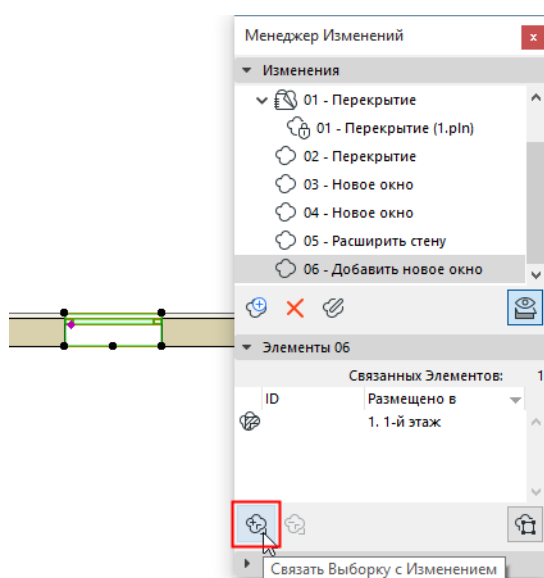 Менеджер Изменений
x
Изменения
01 - Перекрытие
01 - Перекрытие (1.pln)
02 - Перекрытие
03 - Новое окно
04 - Новое окно
05 - Расширить стену
06 - Добавить новое окно
Элементы 06
Связанных Элементов: 1
ID Размещено в
1. 1-й этаж
Связать Выборку с Изменением